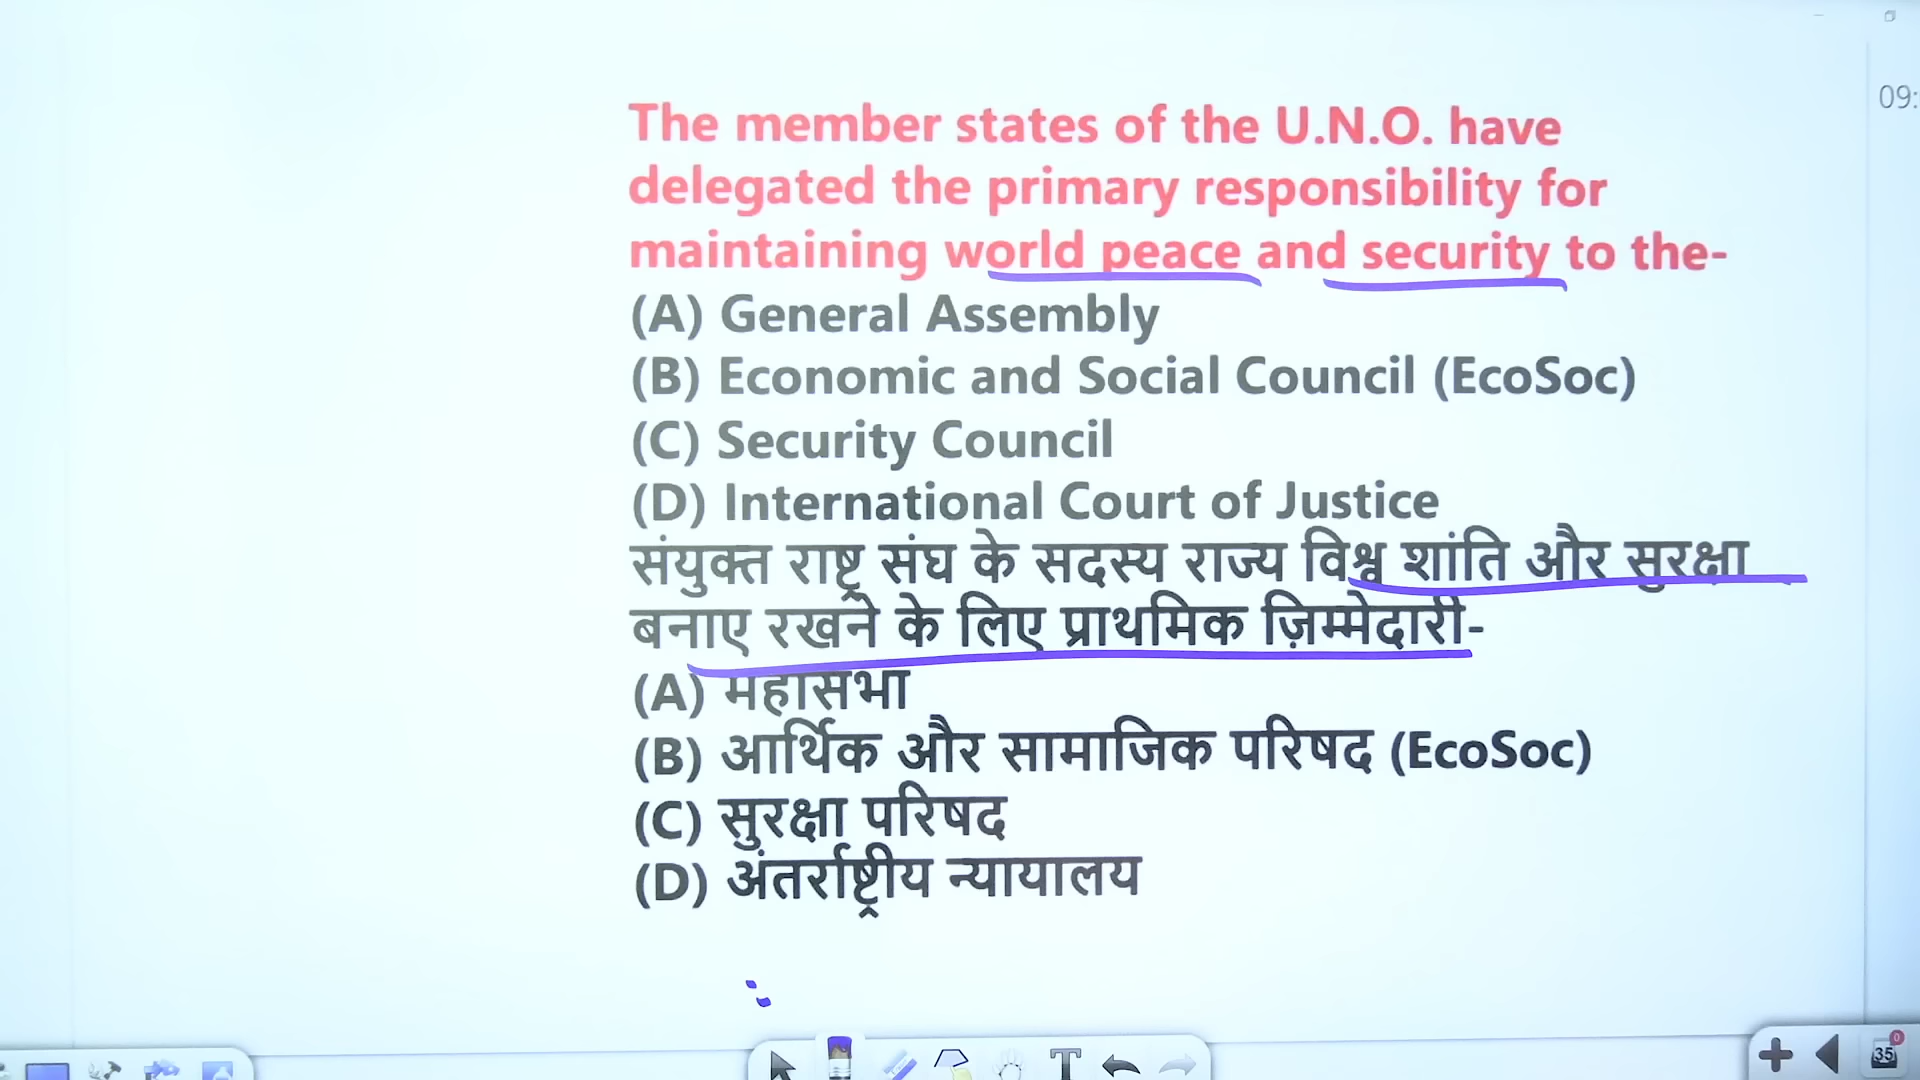 09:
The member states of the U.N.O. have
delegated the primary responsibility for
maintaining world peace and security to the-
(A) General Assembly
(B) Economic and Social Council (EcoSoc)
(C) Security Council
(D) International Court of Justice
संयुक्त राष्ट्र संघ के सदस्य राज्य विश्व शांति और सुरक्षा
बनाए रखने के लिए प्राथमिक ज़िम्मेदारी-
(A) महासभा
(B) आर्थिक और सामाजिक परिषद (EcoSoc)
(C) सुरक्षा परिषद
(D) अंतर्राष्ट्रीय न्यायालय
T
0
35